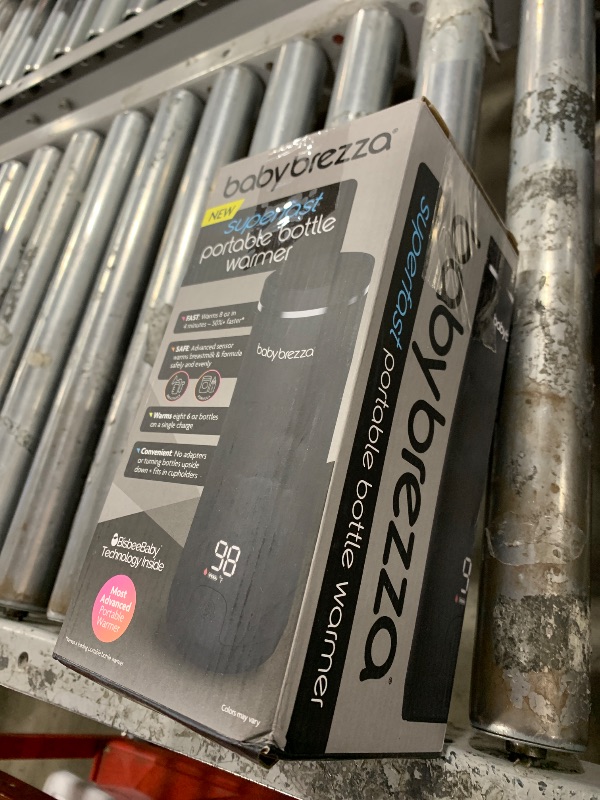 babybrezza
NEW
superfast
portable bottle
warmer
FAST: Warms 8 oz in
4 minutes – 50%+ faster*
SAFE: Advanced sensor
warms breastmilk & formula
safely and evenly
Warms eight 6 oz bottles
on a single charge
Convenient: No adapters
or turning bottles upside
down + fits in cupholders
babybrezza
98
BisbeeBaby
Technology Inside
Most
Advanced
Portable
Warmer
Colors may vary
superfast portable bottle warmer
babybrezza